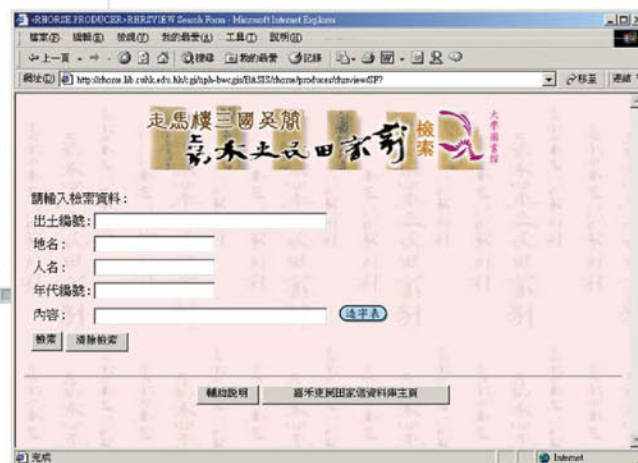 <RHORSE.PRODUCER>RHRSVIEW Search Form - Microsoft Internet Explorer
檔案(F) 編輯(E) 檢視(V) 我的最愛(A) 工具(T) 說明(H)
上一頁 搜尋 我的最愛 記錄
網址(D) 移至 連結
走馬樓三國吳簡
嘉禾吏民田家莂
檢索
大學圖書館
請輸入檢索資料:
出土編號:
地名:
人名:
年代編號:
內容: 造字表
檢索 清除檢索
輔助說明 嘉禾吏民田家莂資料庫主頁
完成 Internet